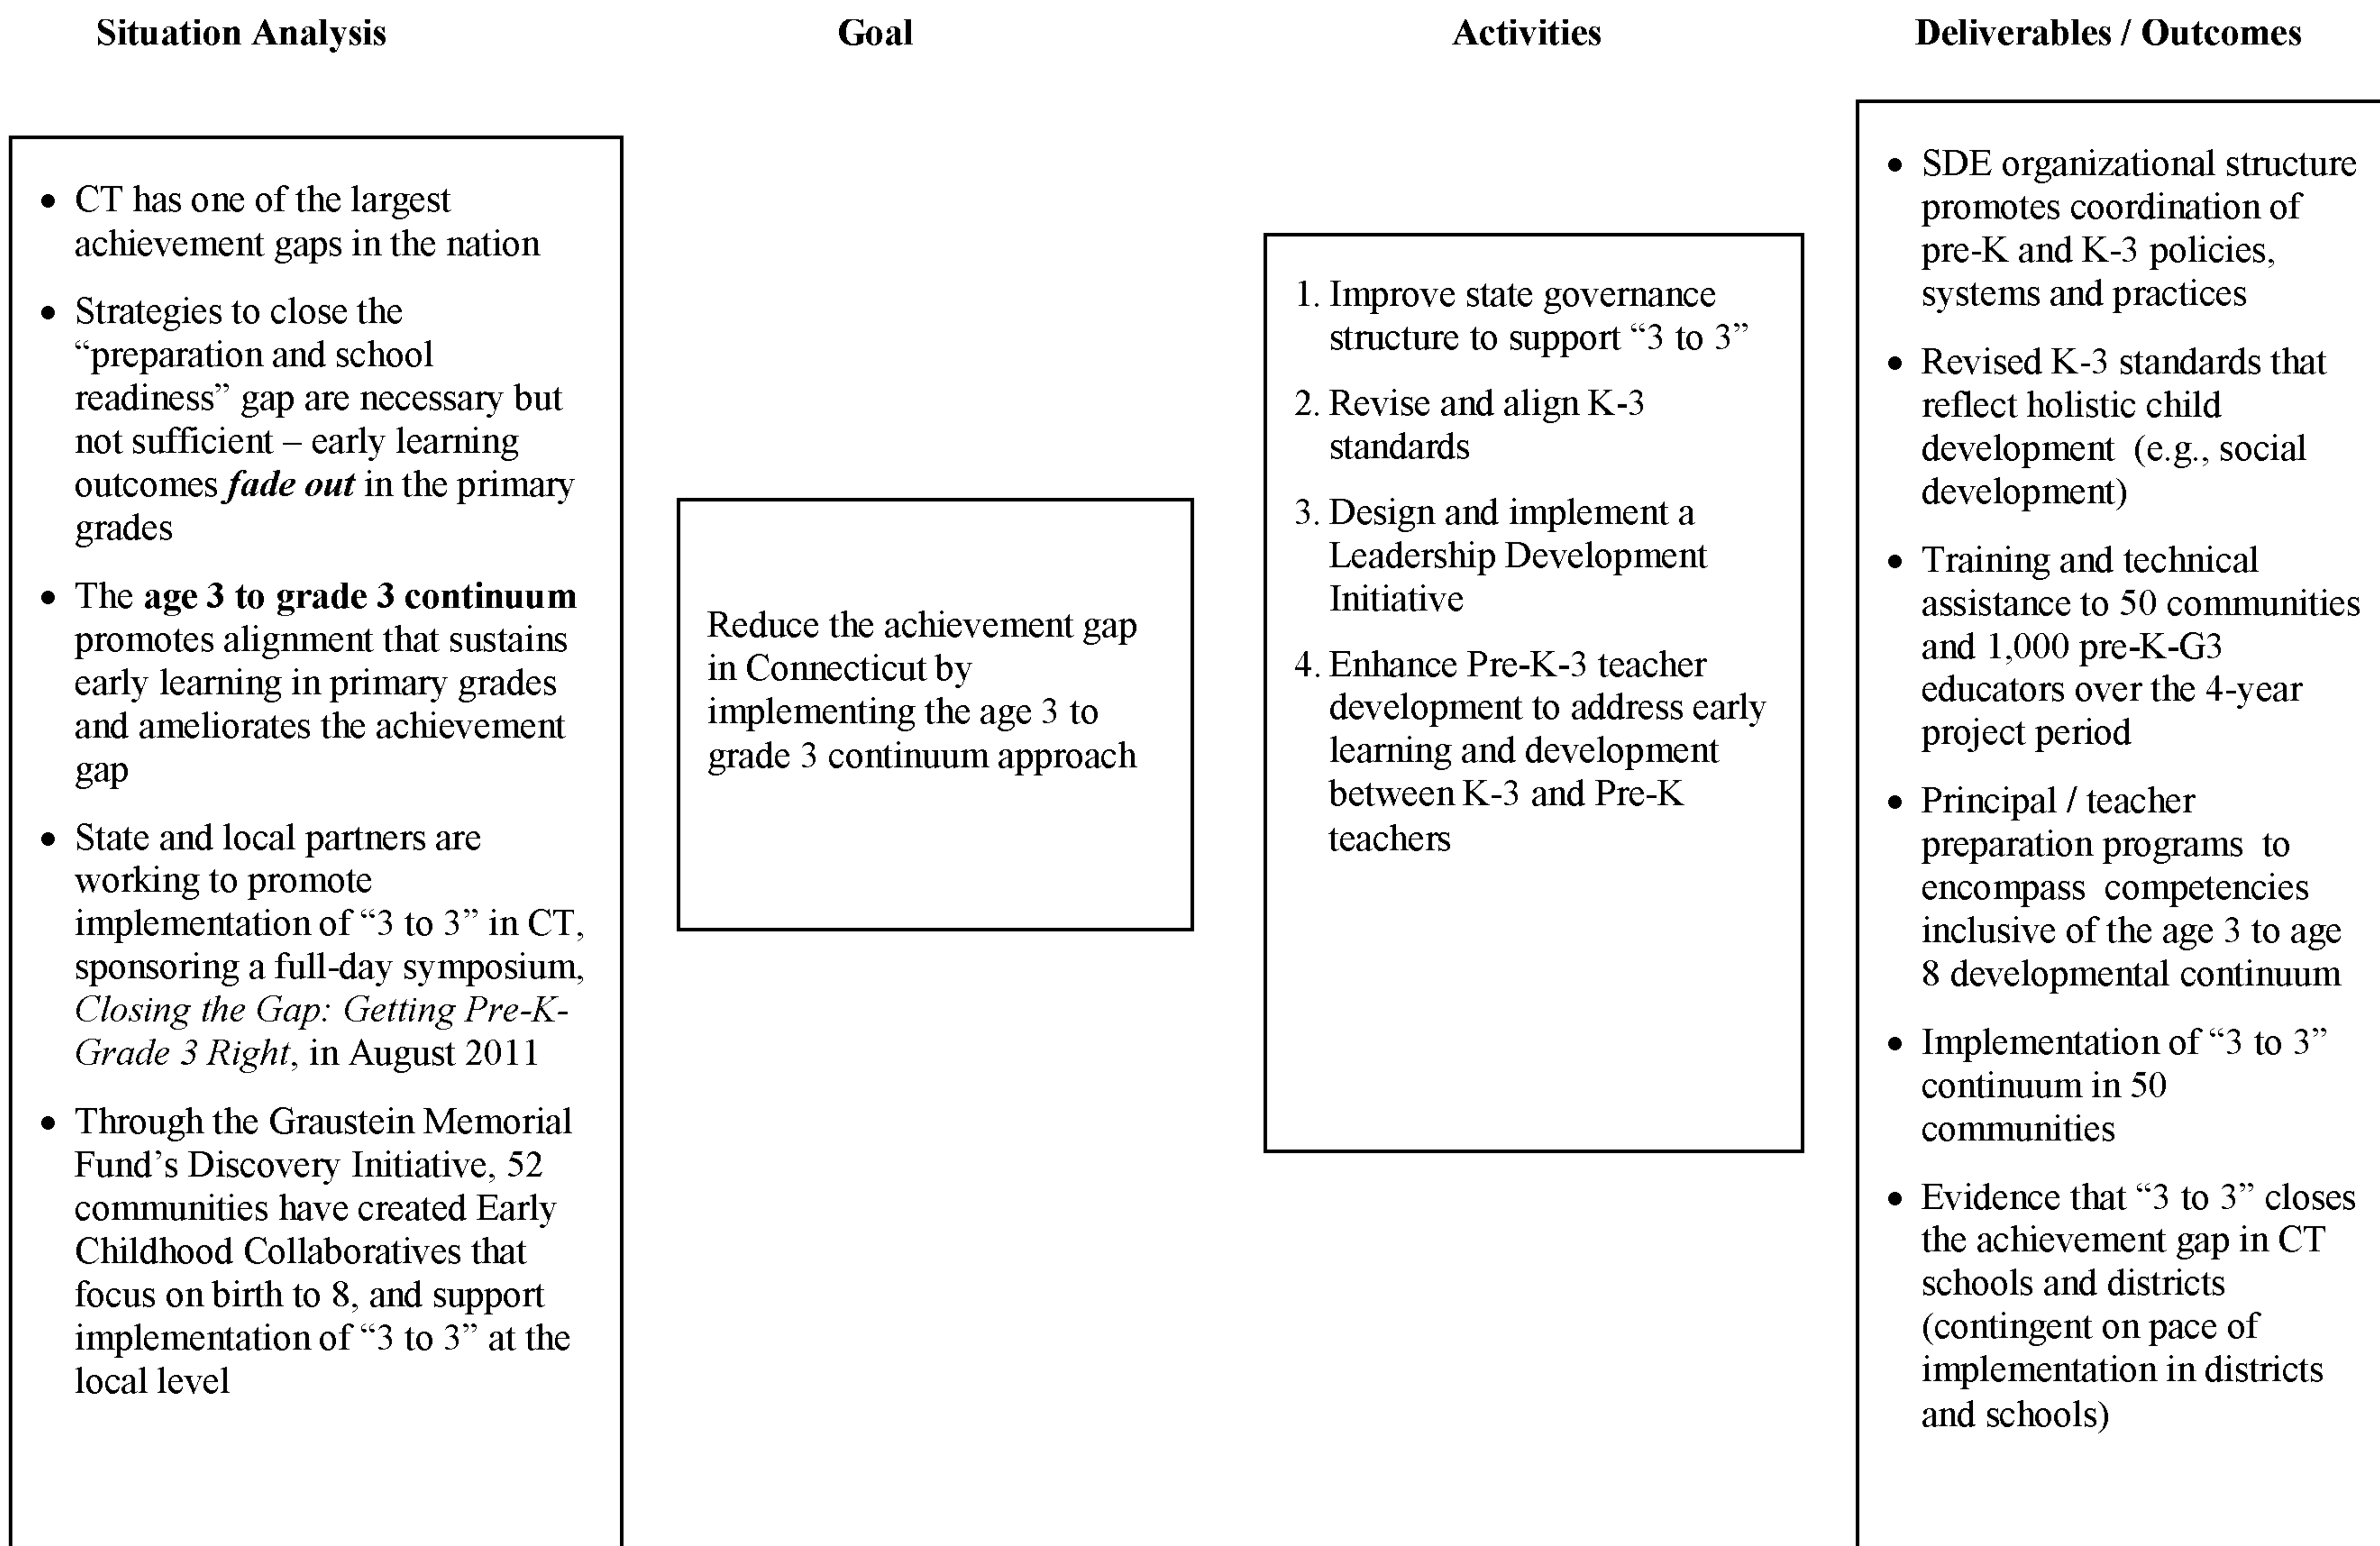 Situation Analysis
Goal
Activities
Deliverables / Outcomes
• CT has one of the largest
achievement gaps in the nation
• Strategies to close the
“preparation and school
readiness” gap are necessary but
not sufficient – early learning
outcomes fade out in the primary
grades
• The age 3 to grade 3 continuum
promotes alignment that sustains
early learning in primary grades
and ameliorates the achievement
gap
• State and local partners are
working to promote
implementation of “3 to 3” in CT,
sponsoring a full-day symposium,
Closing the Gap: Getting Pre-K-
Grade 3 Right, in August 2011
• Through the Graustein Memorial
Fund’s Discovery Initiative, 52
communities have created Early
Childhood Collaboratives that
focus on birth to 8, and support
implementation of “3 to 3” at the
local level
Reduce the achievement gap
in Connecticut by
implementing the age 3 to
grade 3 continuum approach
1. Improve state governance
structure to support “3 to 3”
2. Revise and align K-3
standards
3. Design and implement a
Leadership Development
Initiative
4. Enhance Pre-K-3 teacher
development to address early
learning and development
between K-3 and Pre-K
teachers
• SDE organizational structure
promotes coordination of
pre-K and K-3 policies,
systems and practices
• Revised K-3 standards that
reflect holistic child
development (e.g., social
development)
• Training and technical
assistance to 50 communities
and 1,000 pre-K-G3
educators over the 4-year
project period
• Principal / teacher
preparation programs to
encompass competencies
inclusive of the age 3 to age
8 developmental continuum
• Implementation of “3 to 3”
continuum in 50
communities
• Evidence that “3 to 3” closes
the achievement gap in CT
schools and districts
(contingent on pace of
implementation in districts
and schools)